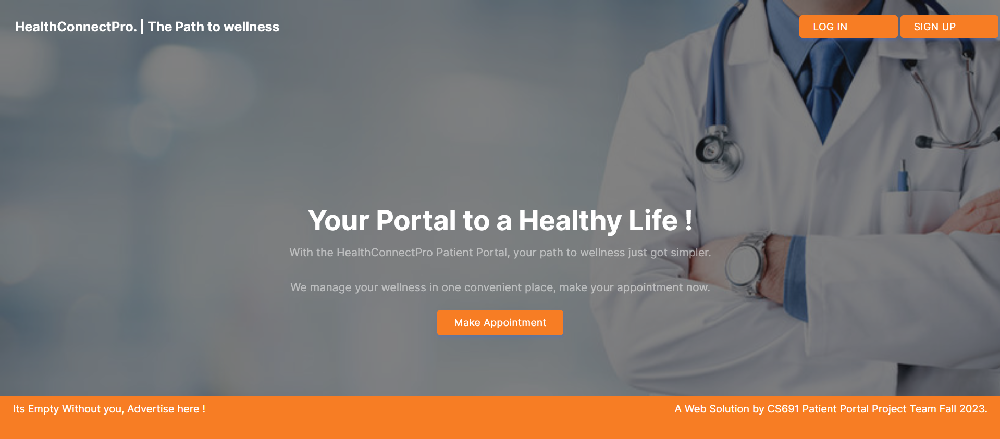 HealthConnectPro. | The Path to wellness
LOG IN
SIGN UP
Your Portal to a Healthy Life !
With the HealthConnectPro Patient Portal, your path to wellness just got simpler.
We manage your wellness in one convenient place, make your appointment now.
Make Appointment
Its Empty Without you, Advertise here !
A Web Solution by CS691 Patient Portal Project Team Fall 2023.